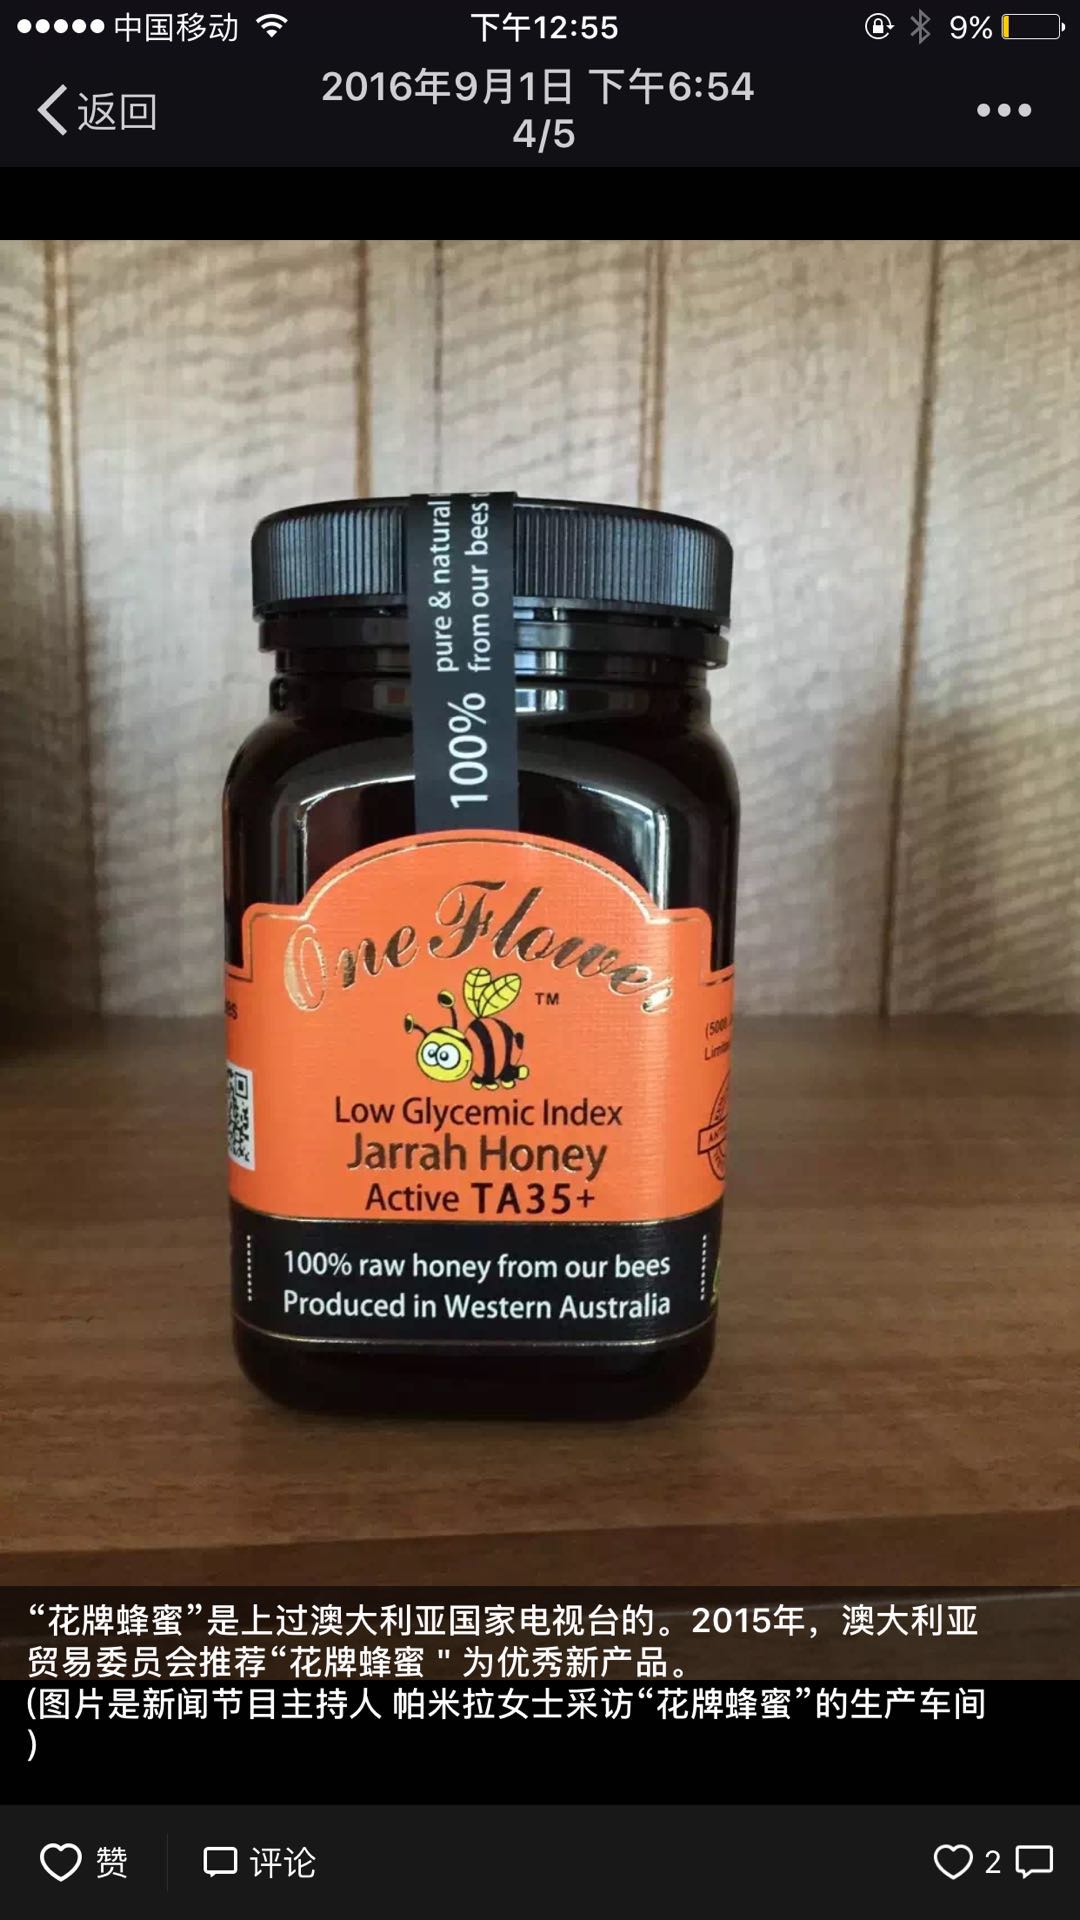 中国移动
下午12:55
9%
返回
2016年9月1日 下午6:54
4/5
100%
pure & natural
from our bees
One Flower
TM
Low Glycemic Index
Jarrah Honey
Active TA35+
100% raw honey from our bees
Produced in Western Australia
“花牌蜂蜜”是上过澳大利亚国家电视台的。2015年，澳大利亚
贸易委员会推荐“花牌蜂蜜＂为优秀新产品。
(图片是新闻节目主持人 帕米拉女士采访“花牌蜂蜜”的生产车间
)
赞
评论
2